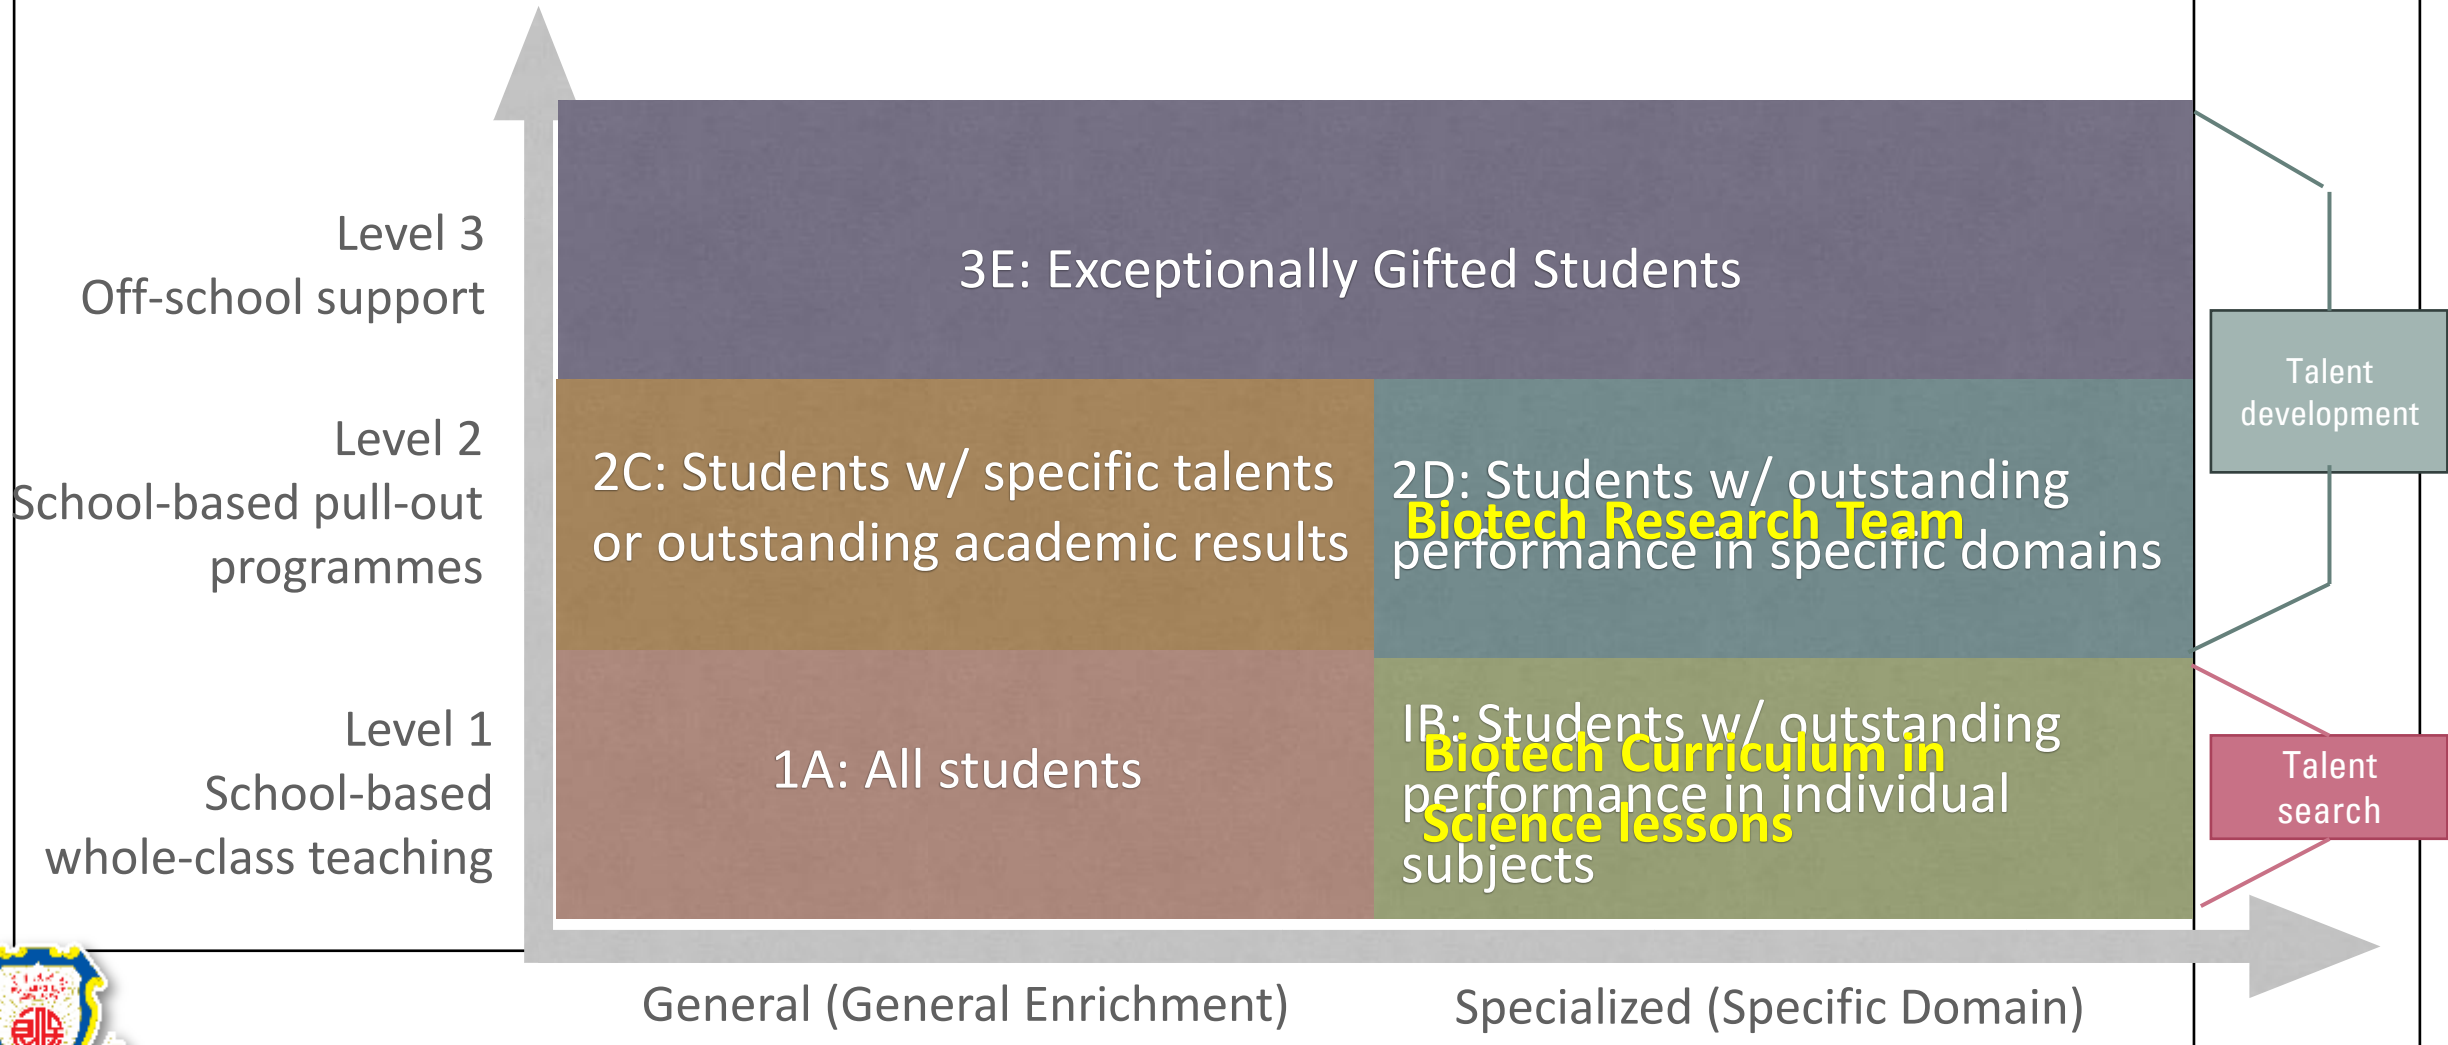 Level 3
Off-school support
3E: Exceptionally Gifted Students
Talent
development
Level 2
School-based pull-out
programmes
2C: Students w/ specific talents
or outstanding academic results
2D: Students w/ outstanding
performance in specific domains
Biotech Research Team
Level 1
School-based
whole-class teaching
1A: All students
IB: Students w/ outstanding
performance in individual
subjects
Biotech Curriculum in
Science lessons
Talent
search
General (General Enrichment)
Specialized (Specific Domain)